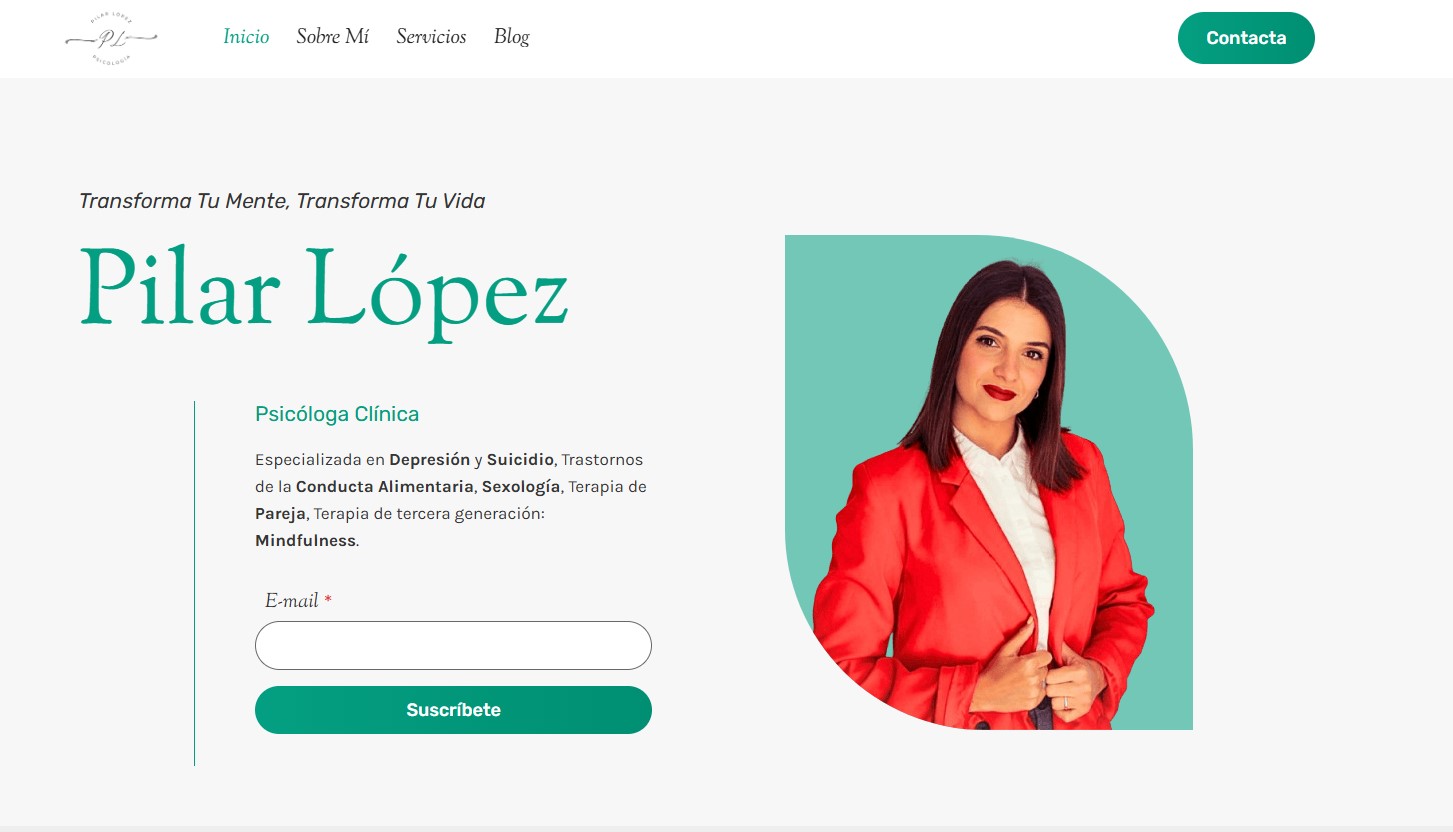 PILAR LOPEZ
PL
PSICOLOGIA
Inicio
Sobre Mí
Servicios
Blog
Contacta
Transforma Tu Mente, Transforma Tu Vida
Pilar López
Psicóloga Clínica
Especializada en Depresión y Suicidio, Trastornos
de la Conducta Alimentaria, Sexología, Terapia de
Pareja, Terapia de tercera generación:
Mindfulness.
E-mail *
Suscríbete